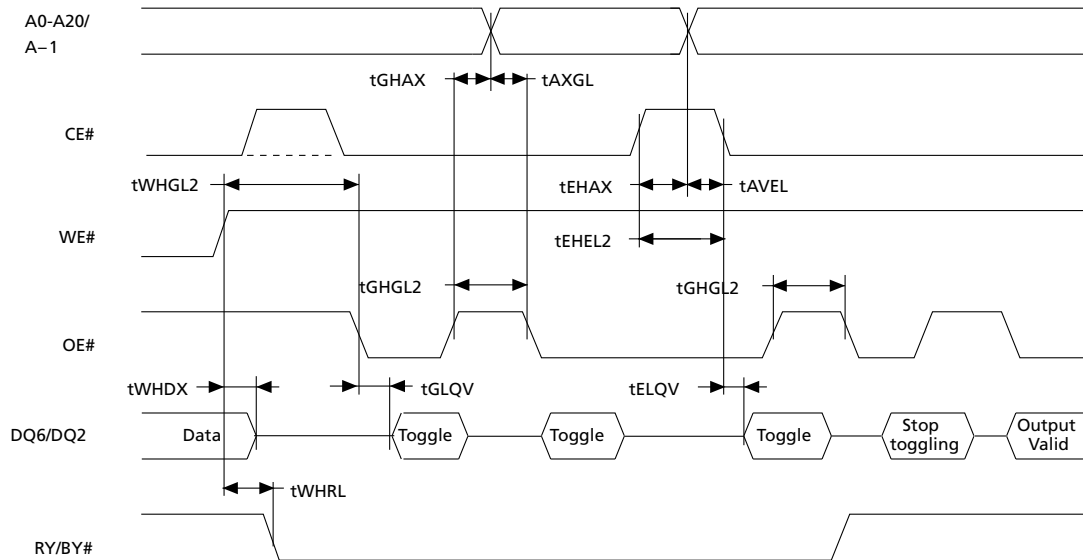 A0-A20/
A–1
tGHAX
tAXGL
CE#
tWHGL2
tEHAX
tAVEL
WE#
tEHEL2
tGHGL2
tGHGL2
OE#
tWHDX
tGLQV
tELQV
DQ6/DQ2
Data
Toggle
Toggle
Toggle
Stop
toggling
Output
Valid
tWHRL
RY/BY#